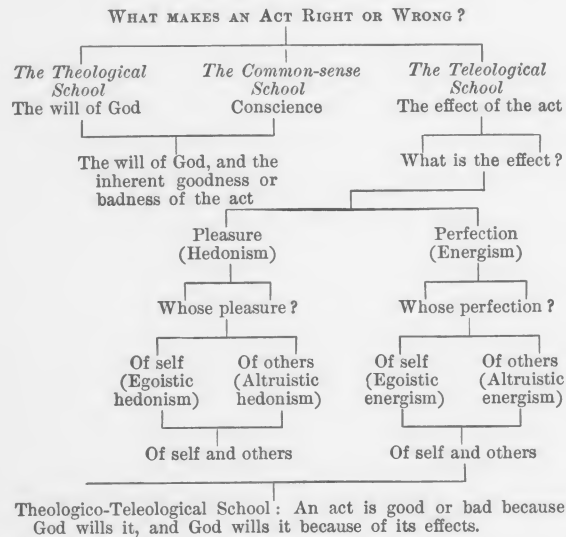 WHAT MAKES AN ACT RIGHT OR WRONG?
The Theological School
The will of God
The Common-sense School
Conscience
The Teleological School
The effect of the act
The will of God, and the
inherent goodness or
badness of the act
What is the effect?
Pleasure
(Hedonism)
Perfection
(Energism)
Whose pleasure?
Whose perfection?
Of self
(Egoistic
hedonism)
Of others
(Altruistic
hedonism)
Of self
(Egoistic
energism)
Of others
(Altruistic
energism)
Of self and others
Of self and others
Theologico-Teleological School: An act is good or bad because
God wills it, and God wills it because of its effects.